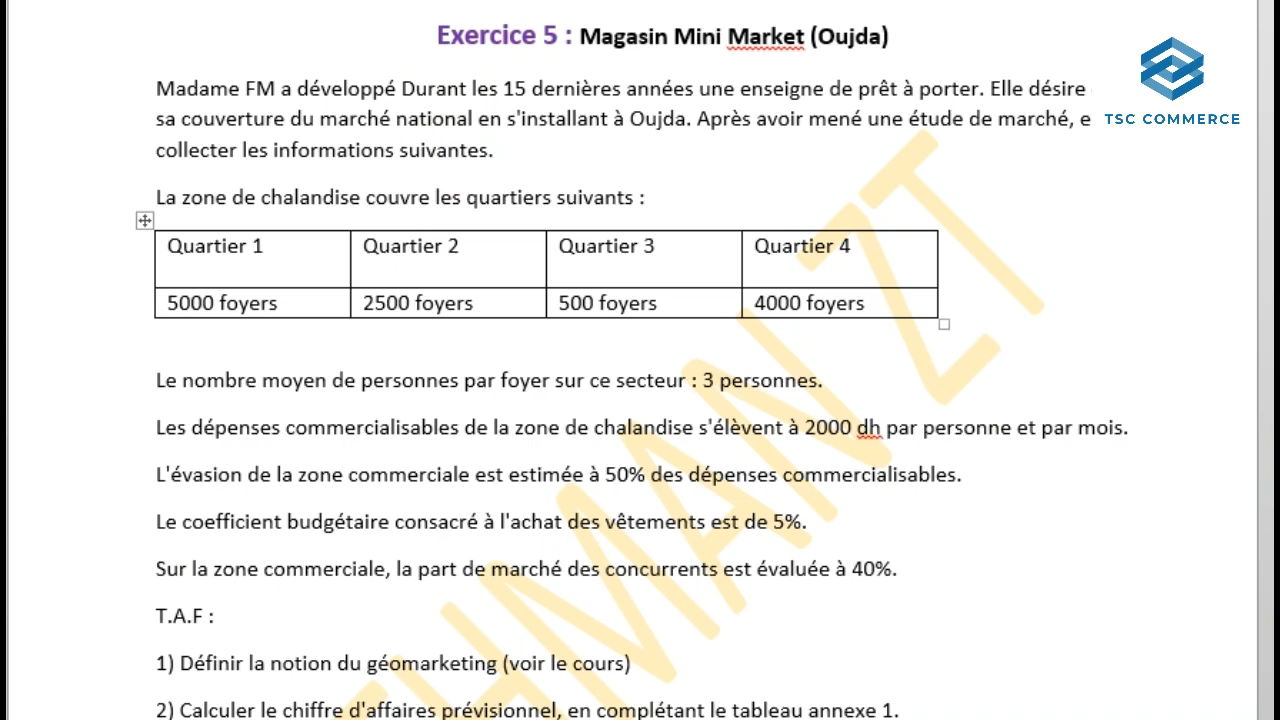 Exercice 5 : Magasin Mini Market (Oujda)
TSC COMMERCE
Madame FM a développé Durant les 15 dernières années une enseigne de prêt à porter. Elle désire
sa couverture du marché national en s'installant à Oujda. Après avoir mené une étude de marché, e
collecter les informations suivantes.
La zone de chalandise couvre les quartiers suivants :
Quartier 1 Quartier 2 Quartier 3 Quartier 4
5000 foyers 2500 foyers 500 foyers 4000 foyers
Le nombre moyen de personnes par foyer sur ce secteur : 3 personnes.
Les dépenses commercialisables de la zone de chalandise s'élèvent à 2000 dh par personne et par mois.
L'évasion de la zone commerciale est estimée à 50% des dépenses commercialisables.
Le coefficient budgétaire consacré à l'achat des vêtements est de 5%.
Sur la zone commerciale, la part de marché des concurrents est évaluée à 40%.
T.A.F :
1) Définir la notion du géomarketing (voir le cours)
2) Calculer le chiffre d'affaires prévisionnel, en complétant le tableau annexe 1.
HMAN ZT